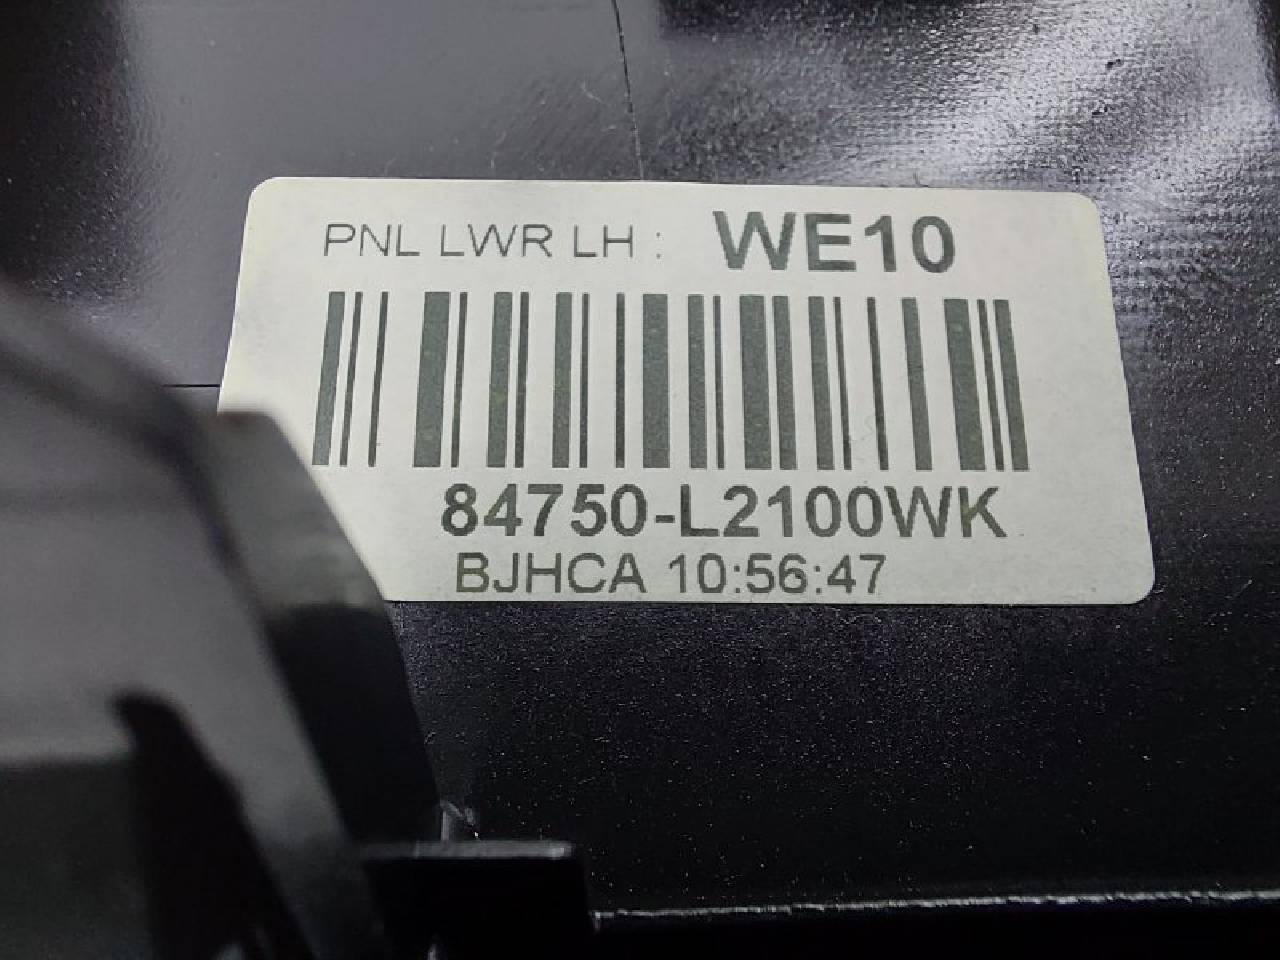 PNL LWR LH : WE10
84750-L2100WK
BJHCA 10:56:47